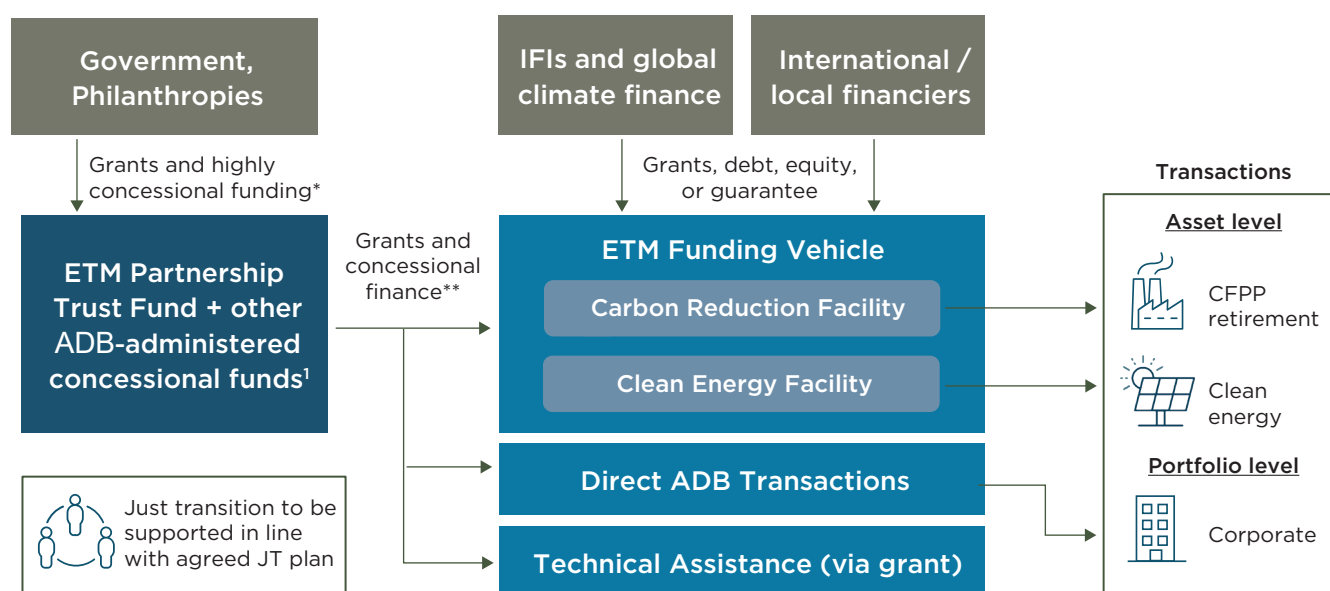 Government,
Philanthropies
IFIs and global
climate finance
International /
local financiers
Grants and highly
concessional funding*
Grants, debt, equity,
or guarantee
Transactions
ETM Partnership
Trust Fund + other
ADB-administered
concessional funds¹
Grants and
concessional
finance**
ETM Funding Vehicle
Carbon Reduction Facility
Clean Energy Facility
Asset level
CFPP
retirement
Clean
energy
Portfolio level
Corporate
Direct ADB Transactions
Technical Assistance (via grant)
Just transition to be
supported in line
with agreed JT plan